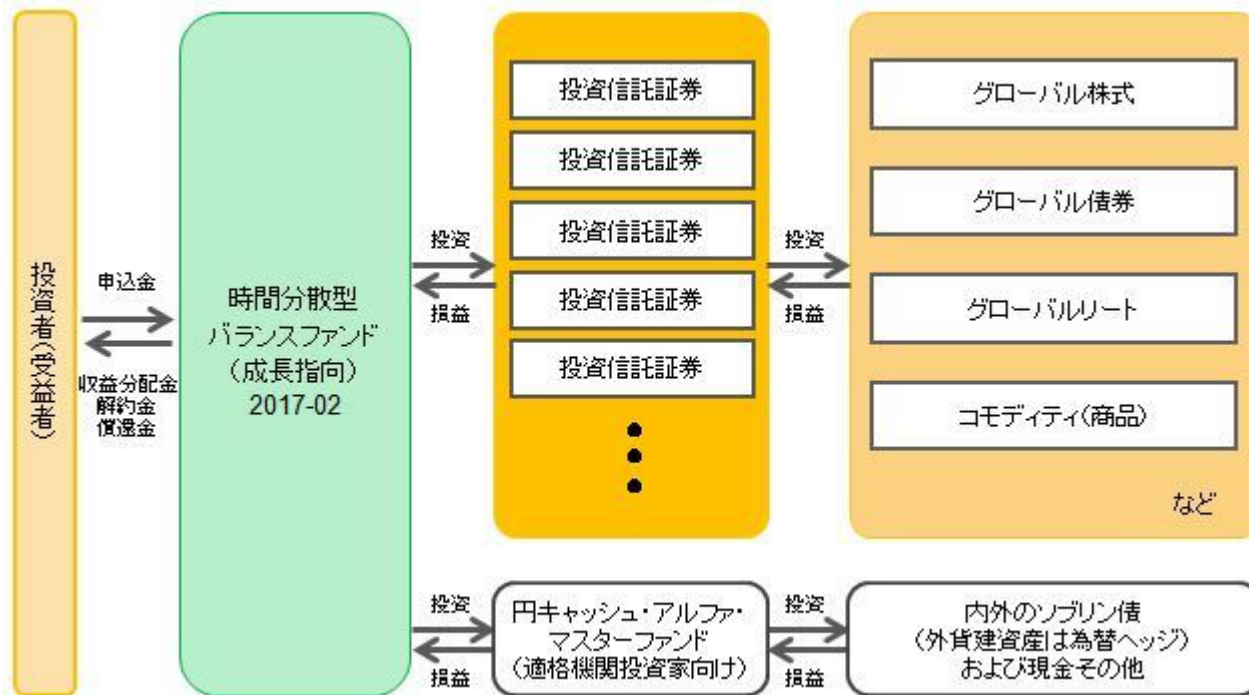 投資者(受益者)
申込金
収益分配金
解約金
償還金
時間分散型
バランスファンド
(成長指向)
2017-02
投資
損益
投資信託証券
投資信託証券
投資信託証券
投資信託証券
投資信託証券
投資
損益
グローバル株式
グローバル債券
グローバルリート
コモディティ(商品)
など
投資
損益
円キャッシュ・アルファ・
マスターファンド
(適格機関投資家向け)
投資
損益
内外のソブリン債
(外貨建資産は為替ヘッジ)
および現金その他